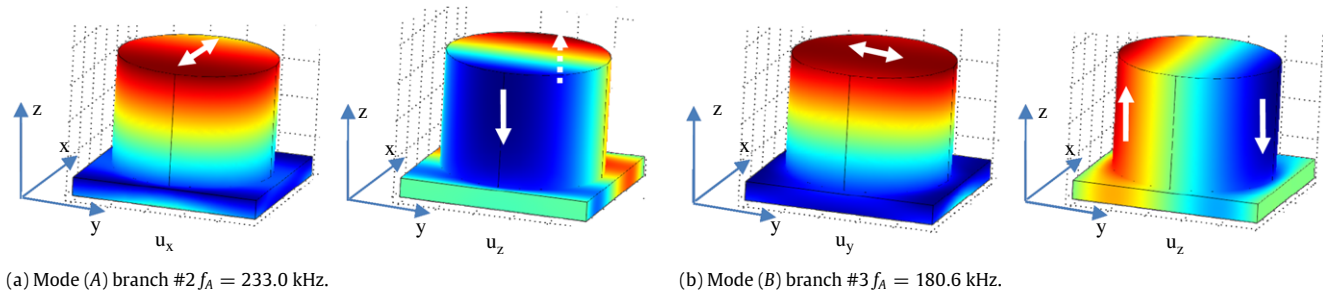 z z z z
x x x x
y y y y
u_x u_z u_y u_z
(a) Mode (A) branch #2 f_A = 233.0 kHz. (b) Mode (B) branch #3 f_A = 180.6 kHz.